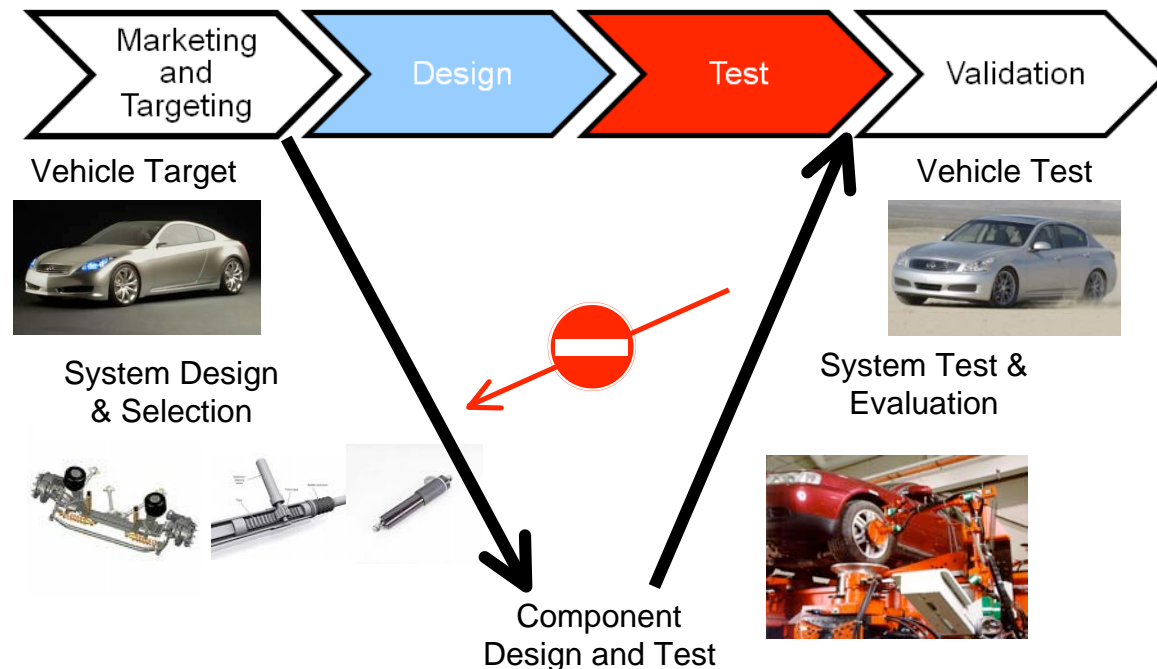 Marketing
and
Targeting
Design
Test
Validation
Vehicle Target
Vehicle Test
System Design
& Selection
System Test &
Evaluation
Component
Design and Test